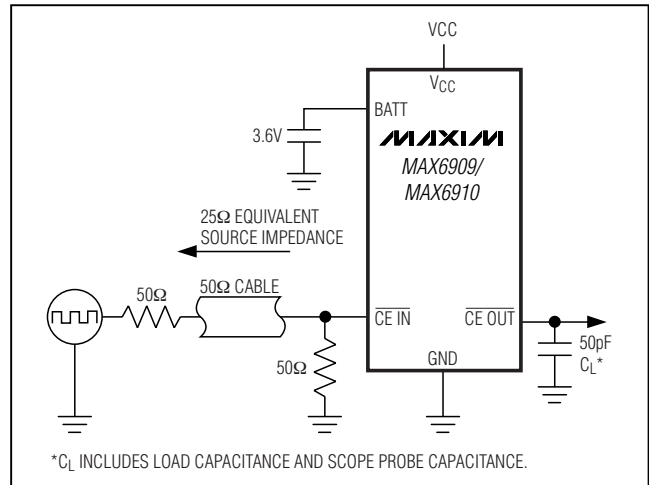 VCC
VCC
BATT
3.6V
MAXIM
MAX6909/
MAX6910
25Ω EQUIVALENT
SOURCE IMPEDANCE
50Ω
50Ω CABLE
CE IN
CE OUT
50Ω
50pF
CL*
GND
*CL INCLUDES LOAD CAPACITANCE AND SCOPE PROBE CAPACITANCE.